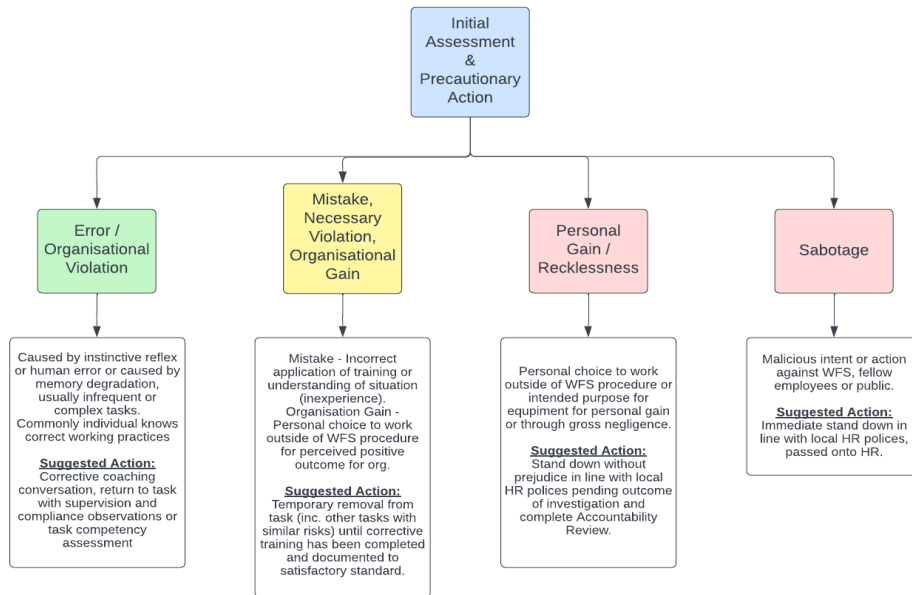 Initial
Assessment
&
Precautionary
Action
Error /
Organisational
Violation
Mistake,
Necessary
Violation,
Organisational
Gain
Personal
Gain /
Recklessness
Sabotage
Caused by instinctive reflex
or human error or caused by
memory degradation,
usually infrequent or
complex tasks.
Commonly individual knows
correct working practices
Suggested Action:
Corrective coaching
conversation, return to task
with supervision and
compliance observations or
task competency
assessment
Mistake - Incorrect
application of training or
understanding of situation
(inexperience).
Organisation Gain -
Personal choice to work
outside of WFS procedure
for perceived positive
outcome for org.
Suggested Action:
Temporary removal from
task (inc. other tasks with
similar risks) until corrective
training has been completed
and documented to
satisfactory standard.
Personal choice to work
outside of WFS procedure or
intended purpose for
equpiment for personal gain
or through gross negligence.
Suggested Action:
Stand down without
prejudice in line with local
HR polices pending outcome
of investigation and
complete Accountability
Review.
Malicious intent or action
against WFS, fellow
employees or public.
Suggested Action:
Immediate stand down in
line with local HR polices,
passed onto HR.